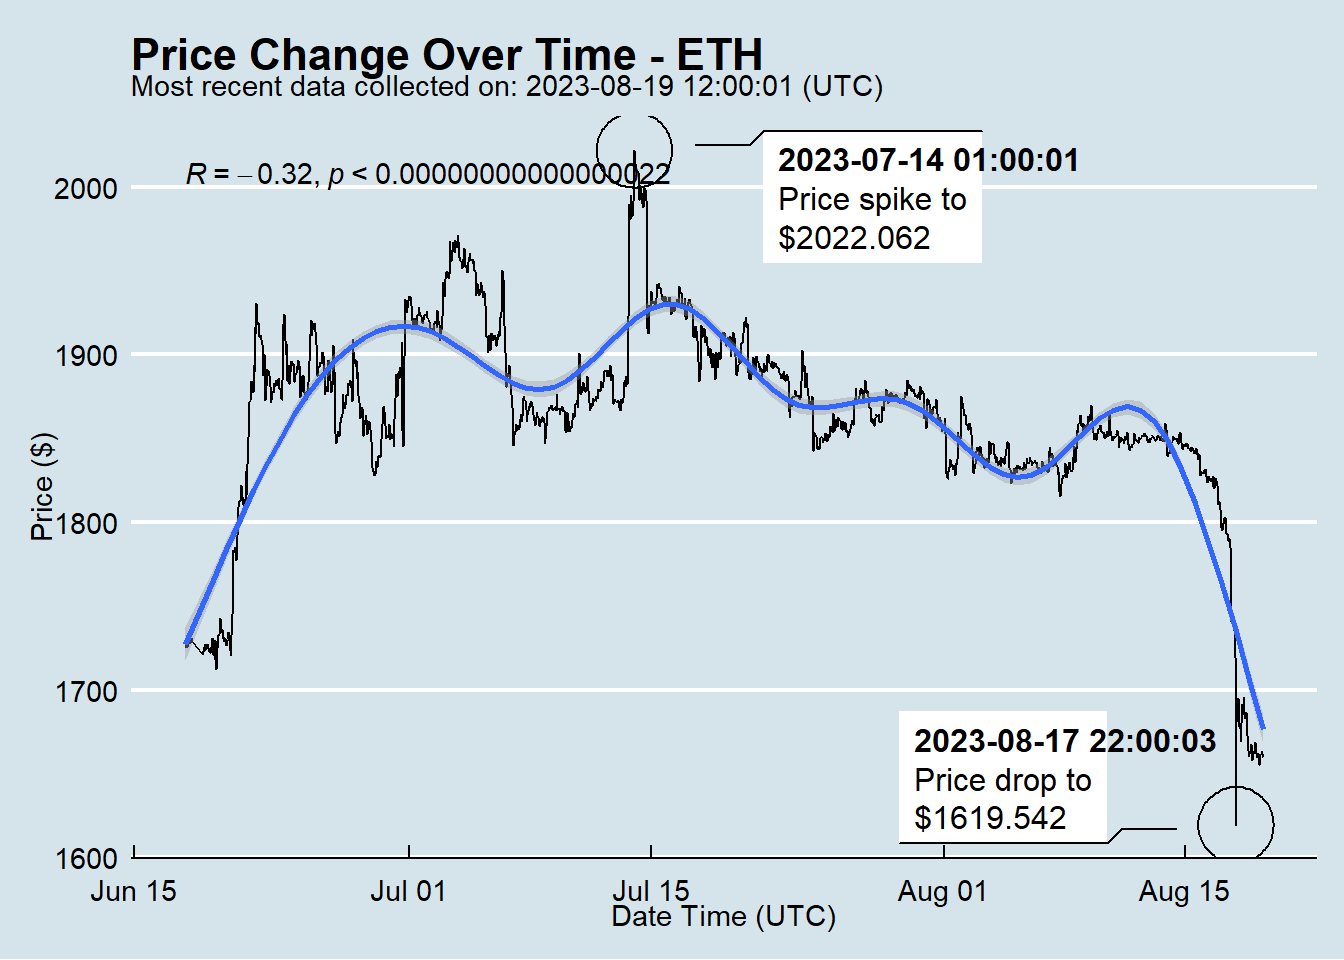 Price Change Over Time - ETH
Most recent data collected on: 2023-08-19 12:00:01 (UTC)
R = −0.32, p < 0.00000000000000022
2023-07-14 01:00:01
Price spike to
$2022.062
2000
1900
1800
1700
1600
Price ($)
2023-08-17 22:00:03
Price drop to
$1619.542
Jun 15
Jul 01
Jul 15
Aug 01
Aug 15
Date Time (UTC)